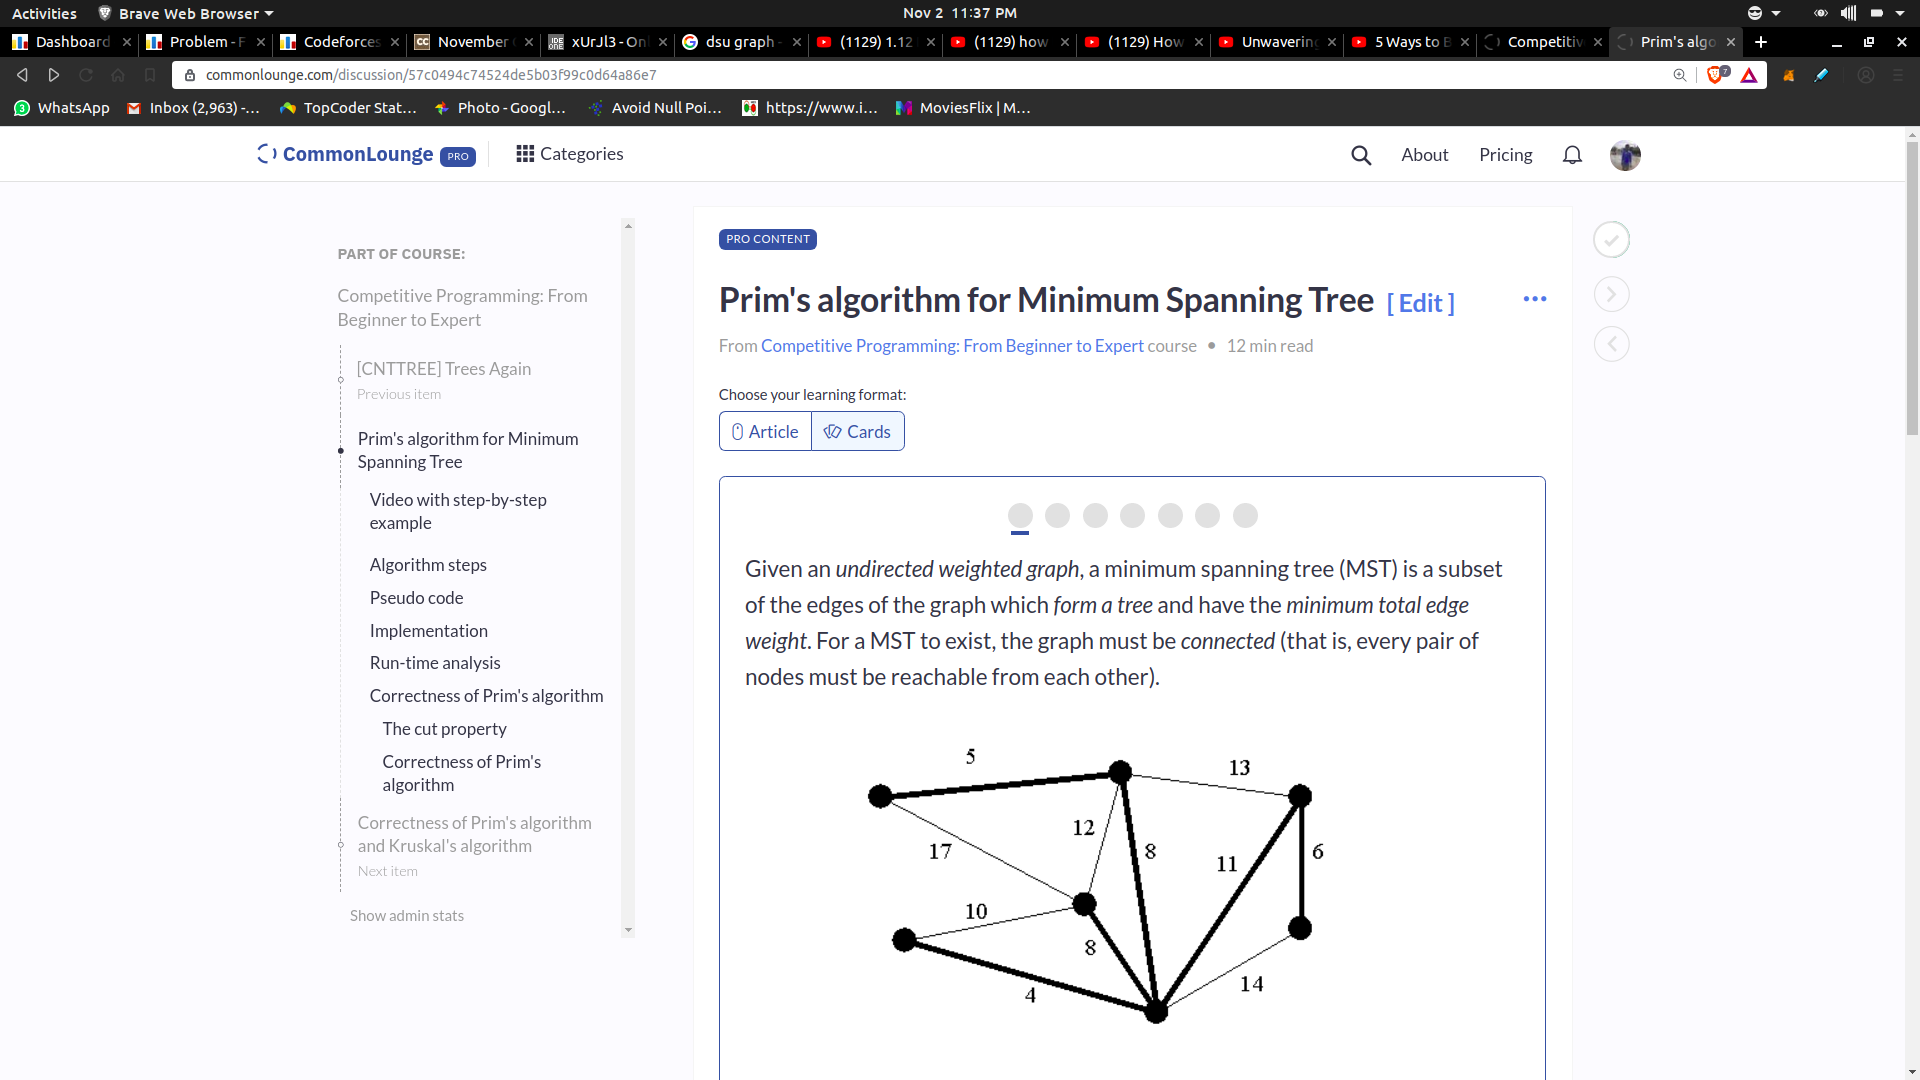 Activities
Brave Web Browser
Nov 2 11:37 PM
Dashboard
Problem - F
Codeforces
November
xUrJl3 - Onl
dsu graph -
(1129) 1.12
(1129) how
(1129) How
Unwavering
5 Ways to B
Competitiv
Prim's algo
commonlounge.com/discussion/57c0494c74524de5b03f99c0d64a86e7
7
WhatsApp
Inbox (2,963) -...
TopCoder Stat...
Photo - Googl...
Avoid Null Poi...
https://www.i...
MoviesFlix | M...
CommonLounge PRO
Categories
About
Pricing
PART OF COURSE:
Competitive Programming: From
Beginner to Expert
[CNTTREE] Trees Again
Previous item
Prim's algorithm for Minimum
Spanning Tree
Video with step-by-step
example
Algorithm steps
Pseudo code
Implementation
Run-time analysis
Correctness of Prim's algorithm
The cut property
Correctness of Prim's
algorithm
Correctness of Prim's algorithm
and Kruskal's algorithm
Next item
Show admin stats
PRO CONTENT
Prim's algorithm for Minimum Spanning Tree [ Edit ]
From Competitive Programming: From Beginner to Expert course • 12 min read
Choose your learning format:
Article
Cards
Given an undirected weighted graph, a minimum spanning tree (MST) is a subset
of the edges of the graph which form a tree and have the minimum total edge
weight. For a MST to exist, the graph must be connected (that is, every pair of
nodes must be reachable from each other).
5
13
12
17
8
11
6
10
8
4
14